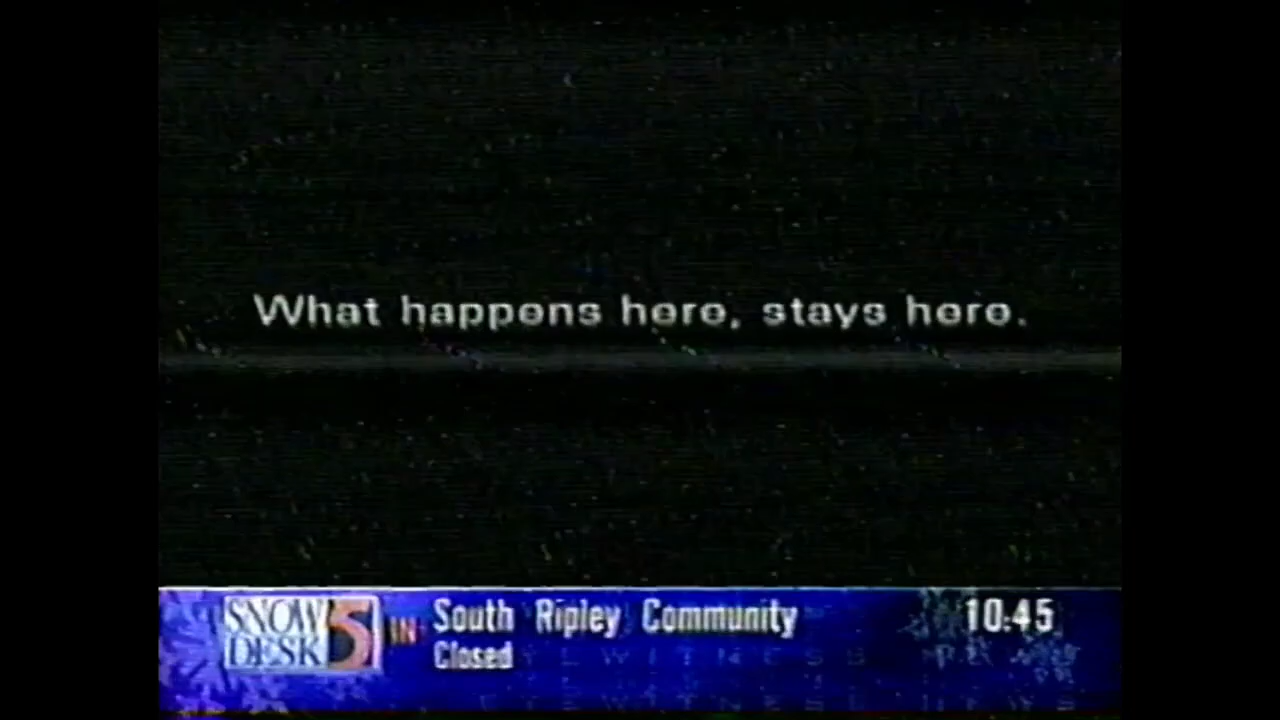 What happens here, stays here.
SNOW
DESK 5
IN
South Ripley Community
10:45
Closed